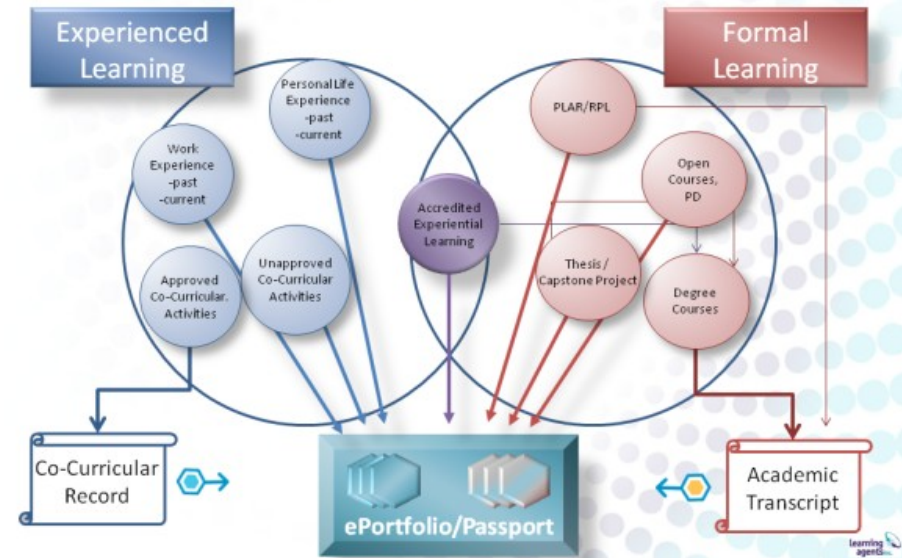 Experienced
Learning
Formal
Learning
Personal Life
Experience
-past
-current
PLAR/RPL
Work
Experience
-past
-current
Open
Courses,
PD
Accredited
Experiential
Learning
Approved
Co-Curricular.
Activities
Unapproved
Co-Curricular
Activities
Thesis /
Capstone Project
Degree
Courses
Co-Curricular
Record
ePortfolio/Passport
Academic
Transcript
learning
agents inc.